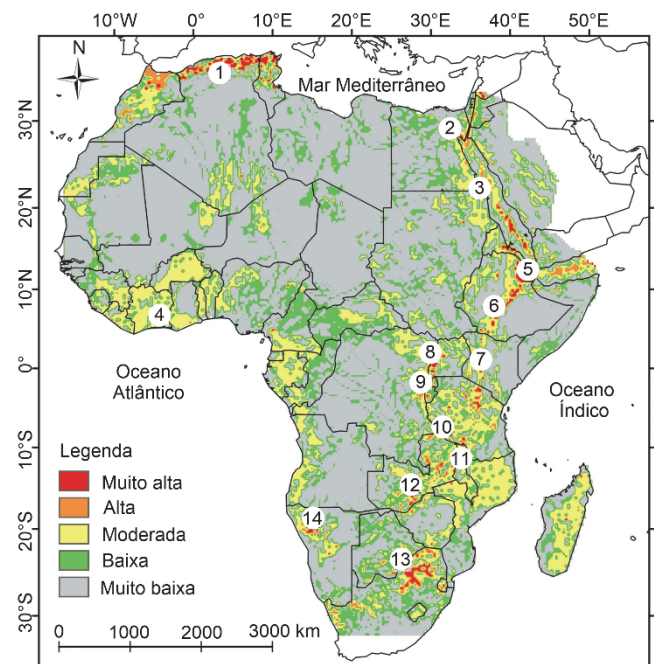 10°W 0° 10°E 20°E 30°E 40°E 50°E
N
Mar Mediterrâneo
30°N
20°N
10°N
0°
10°S
20°S
30°S
1
2
3
4
5
6
7
8
9
10
11
12
13
14
Oceano
Atlântico
Oceano
Índico
Legenda
Muito alta
Alta
Moderada
Baixa
Muito baixa
0 1000 2000 3000 km